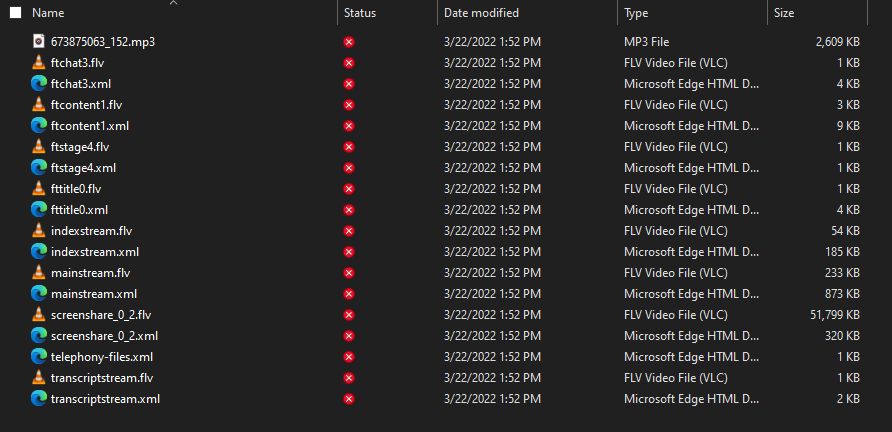 Name Status Date modified Type Size
673875063_152.mp3 3/22/2022 1:52 PM MP3 File 2,609 KB
ftchat3.flv 3/22/2022 1:52 PM FLV Video File (VLC) 1 KB
ftchat3.xml 3/22/2022 1:52 PM Microsoft Edge HTML D... 4 KB
ftcontent1.flv 3/22/2022 1:52 PM FLV Video File (VLC) 3 KB
ftcontent1.xml 3/22/2022 1:52 PM Microsoft Edge HTML D... 9 KB
ftstage4.flv 3/22/2022 1:52 PM FLV Video File (VLC) 1 KB
ftstage4.xml 3/22/2022 1:52 PM Microsoft Edge HTML D... 1 KB
fttitle0.flv 3/22/2022 1:52 PM FLV Video File (VLC) 1 KB
fttitle0.xml 3/22/2022 1:52 PM Microsoft Edge HTML D... 4 KB
indexstream.flv 3/22/2022 1:52 PM FLV Video File (VLC) 54 KB
indexstream.xml 3/22/2022 1:52 PM Microsoft Edge HTML D... 185 KB
mainstream.flv 3/22/2022 1:52 PM FLV Video File (VLC) 233 KB
mainstream.xml 3/22/2022 1:52 PM Microsoft Edge HTML D... 873 KB
screenshare_0_2.flv 3/22/2022 1:52 PM FLV Video File (VLC) 51,799 KB
screenshare_0_2.xml 3/22/2022 1:52 PM Microsoft Edge HTML D... 320 KB
telephony-files.xml 3/22/2022 1:52 PM Microsoft Edge HTML D... 1 KB
transcriptstream.flv 3/22/2022 1:52 PM FLV Video File (VLC) 1 KB
transcriptstream.xml 3/22/2022 1:52 PM Microsoft Edge HTML D... 2 KB